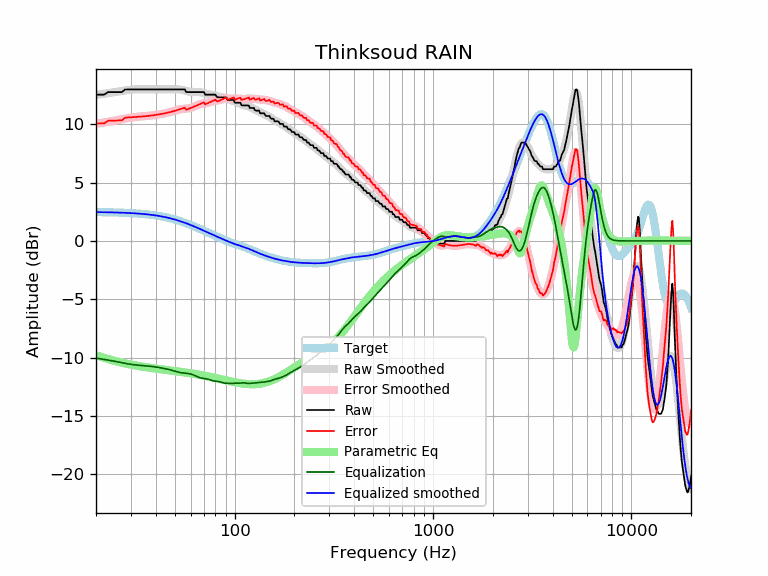 Thinksoud RAIN
Amplitude (dBr)
10
5
0
−5
−10
−15
−20
Target
Raw Smoothed
Error Smoothed
Raw
Error
Parametric Eq
Equalization
Equalized smoothed
100
1000
10000
Frequency (Hz)